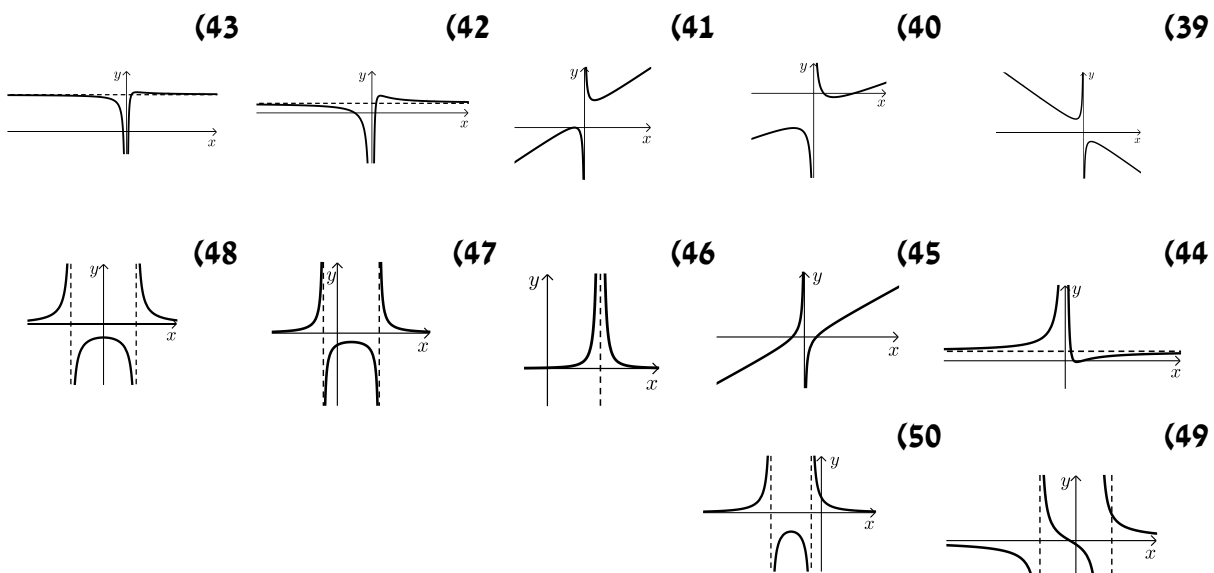 (43 (42 (41 (40 (39
y y y y y
x x x x x
(48 (47 (46 (45 (44
y y y y y
x x x x x
(50 (49
y y
x x